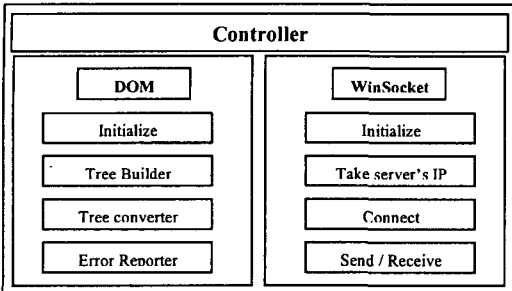 Controller
DOM
Initialize
Tree Builder
Tree converter
Error Reporter
WinSocket
Initialize
Take server's IP
Connect
Send / Receive